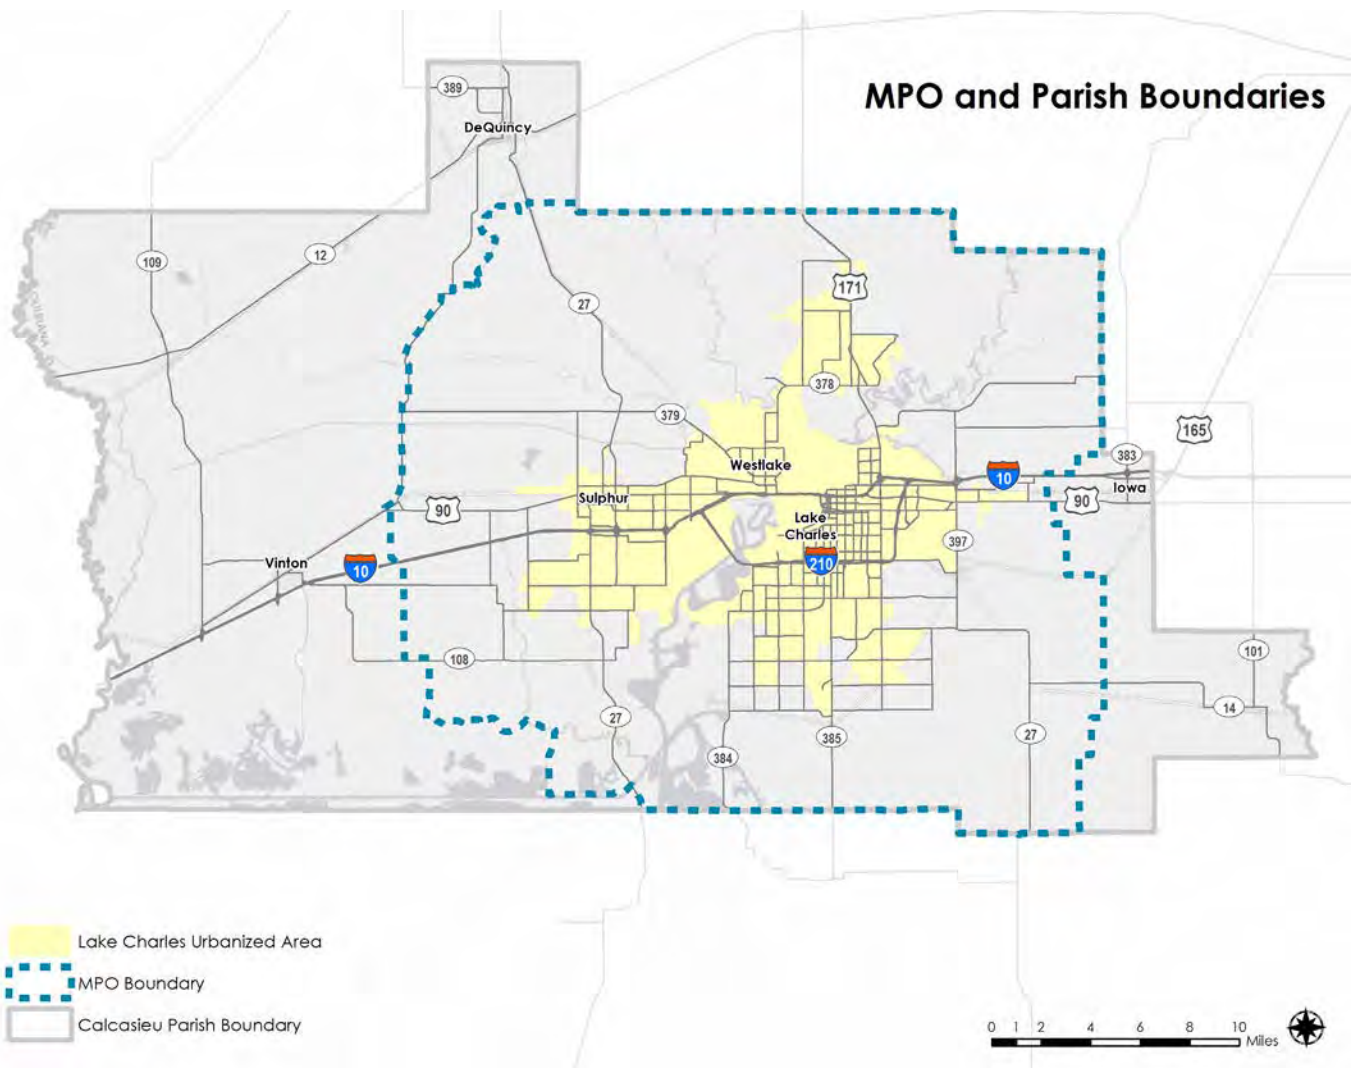 MPO and Parish Boundaries
389
DeQuincy
109
12
27
171
378
379
165
383
Westlake
10
Iowa
90
Sulphur
90
Lake
Charles
397
210
Vinton
10
108
101
27
14
385
27
384
Lake Charles Urbanized Area
MPO Boundary
Calcasieu Parish Boundary
0 1 2 4 6 8 10
Miles